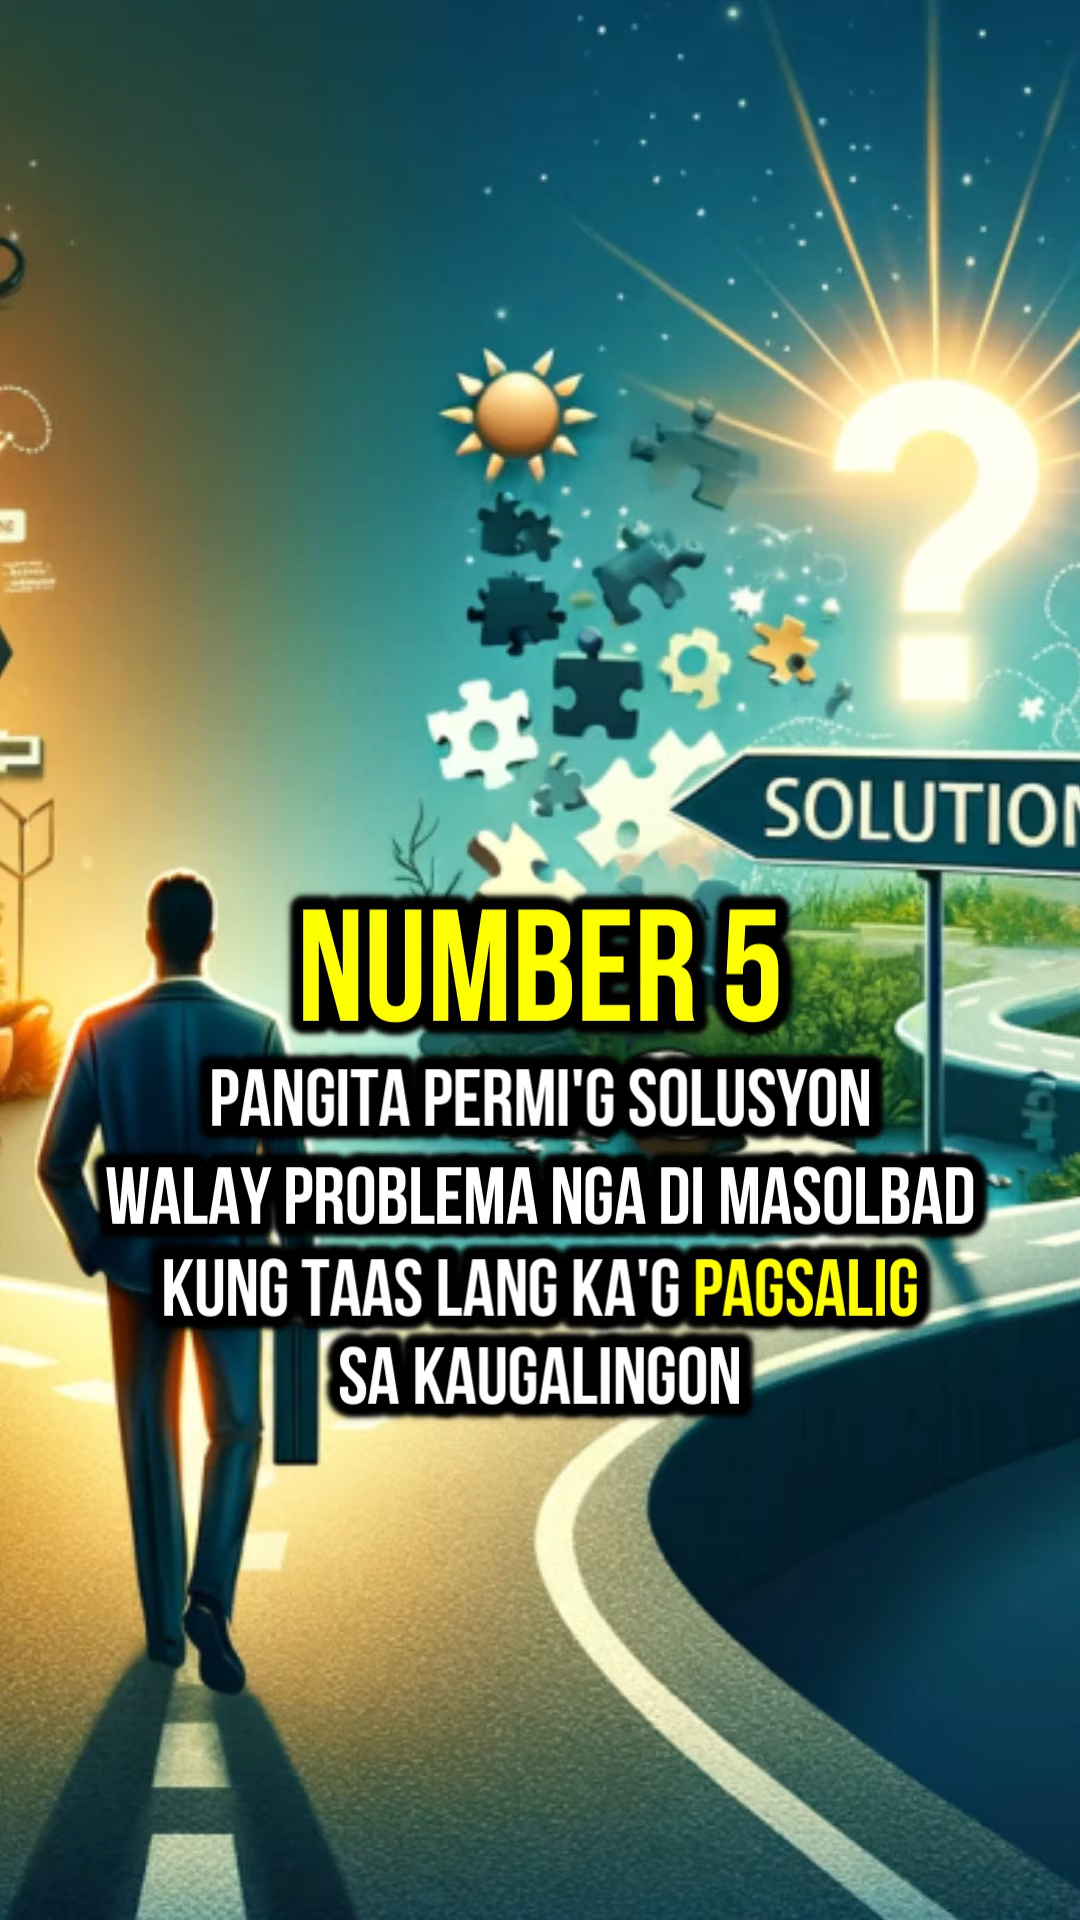 SOLUTION
NUMBER 5
PANGITA PERMI'G SOLUSYON
WALAY PROBLEMA NGA DI MASOLBAD
KUNG TAAS LANG KA'G PAGSALIG
SA KAUGALINGON